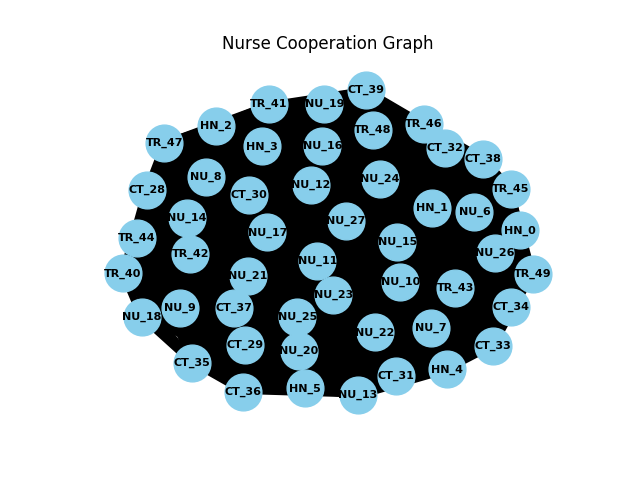 Nurse Cooperation Graph
CT_39
TR_41
NU_19
TR_46
HN_2
TR_48
TR_47
HN_3
NU_16
CT_32
CT_38
NU_8
NU_12
NU_24
CT_28
CT_30
TR_45
HN_1
NU_6
NU_14
NU_27
NU_17
HN_0
TR_44
NU_15
TR_42
NU_26
NU_11
TR_40
NU_21
TR_49
NU_10
TR_43
NU_23
NU_9
CT_37
CT_34
NU_18
NU_25
NU_7
NU_22
CT_29
CT_33
NU_20
CT_35
HN_4
CT_31
HN_5
CT_36
NU_13